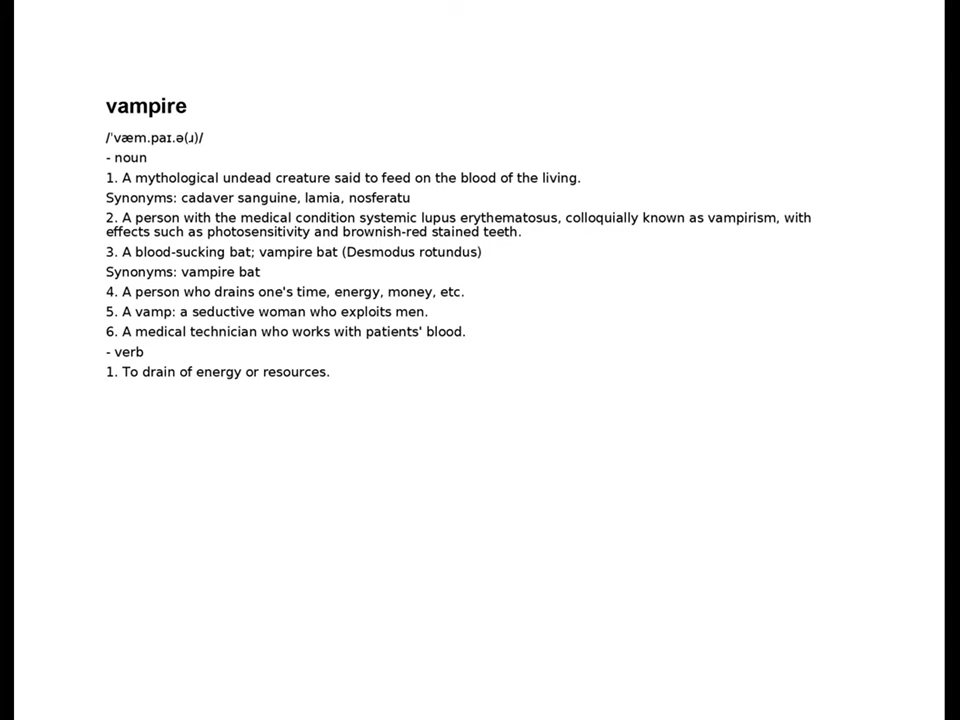 vampire
/ˈvæm.paɪ.ə(ɹ)/
- noun
1. A mythological undead creature said to feed on the blood of the living.
Synonyms: cadaver sanguine, lamia, nosferatu
2. A person with the medical condition systemic lupus erythematosus, colloquially known as vampirism, with
effects such as photosensitivity and brownish-red stained teeth.
3. A blood-sucking bat; vampire bat (Desmodus rotundus)
Synonyms: vampire bat
4. A person who drains one's time, energy, money, etc.
5. A vamp: a seductive woman who exploits men.
6. A medical technician who works with patients' blood.
- verb
1. To drain of energy or resources.